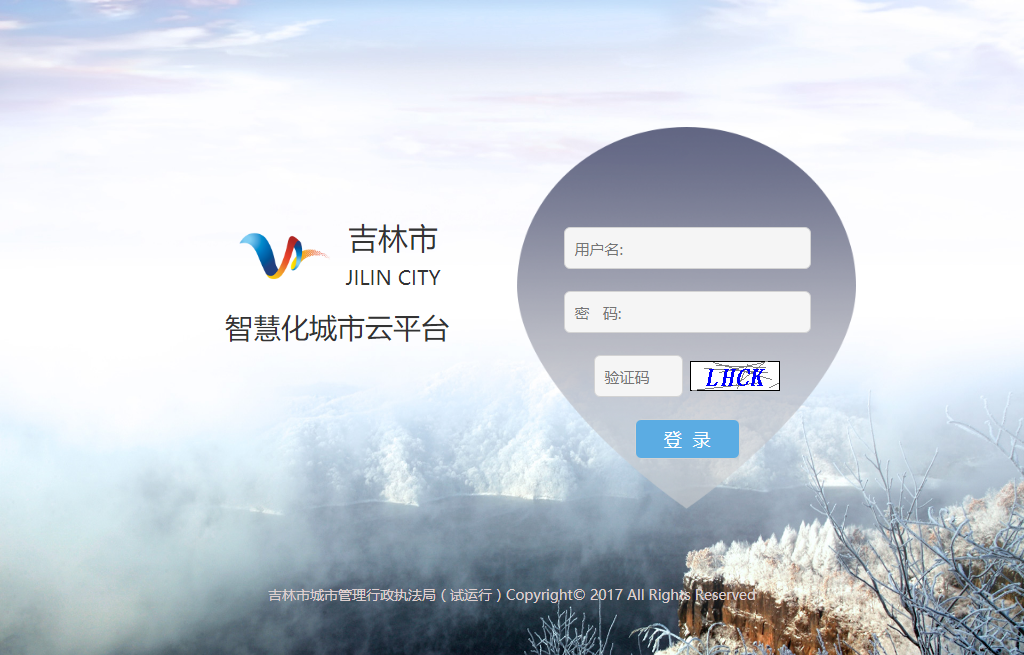 吉林市
JILIN CITY
智慧化城市云平台
用户名:
密 码:
验证码
LHCK
登 录
吉林市城市管理行政执法局（试运行）Copyright© 2017 All Rights Reserved